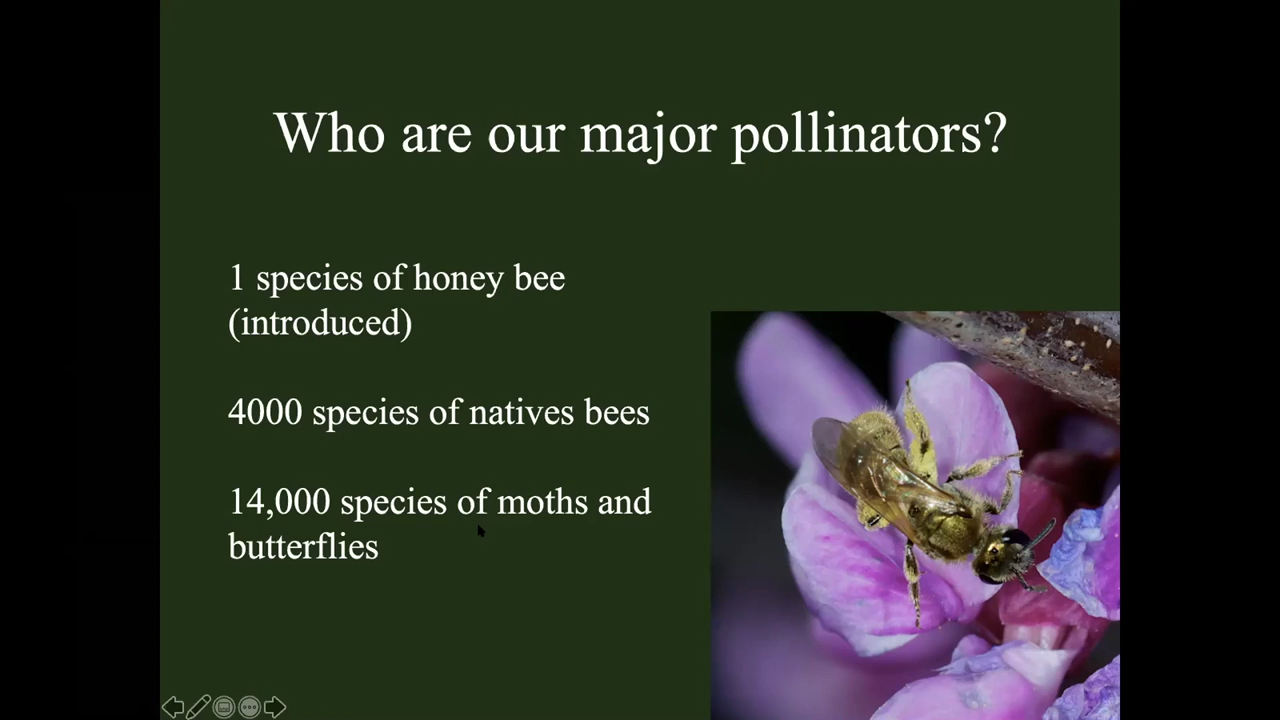 Who are our major pollinators?
1 species of honey bee
(introduced)
4000 species of natives bees
14,000 species of moths and
butterflies